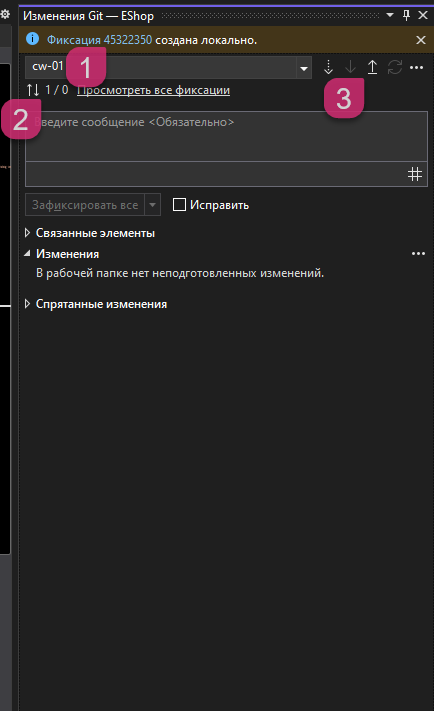 Изменения Git — EShop
Фиксация 45322350 создана локально.
cw-01
1
3
1 / 0 Просмотреть все фиксации
2
ведите сообщение <Обязательно>
Зафиксировать все
Исправить
Связанные элементы
Изменения
В рабочей папке нет неподготовленных изменений.
Спрятанные изменения